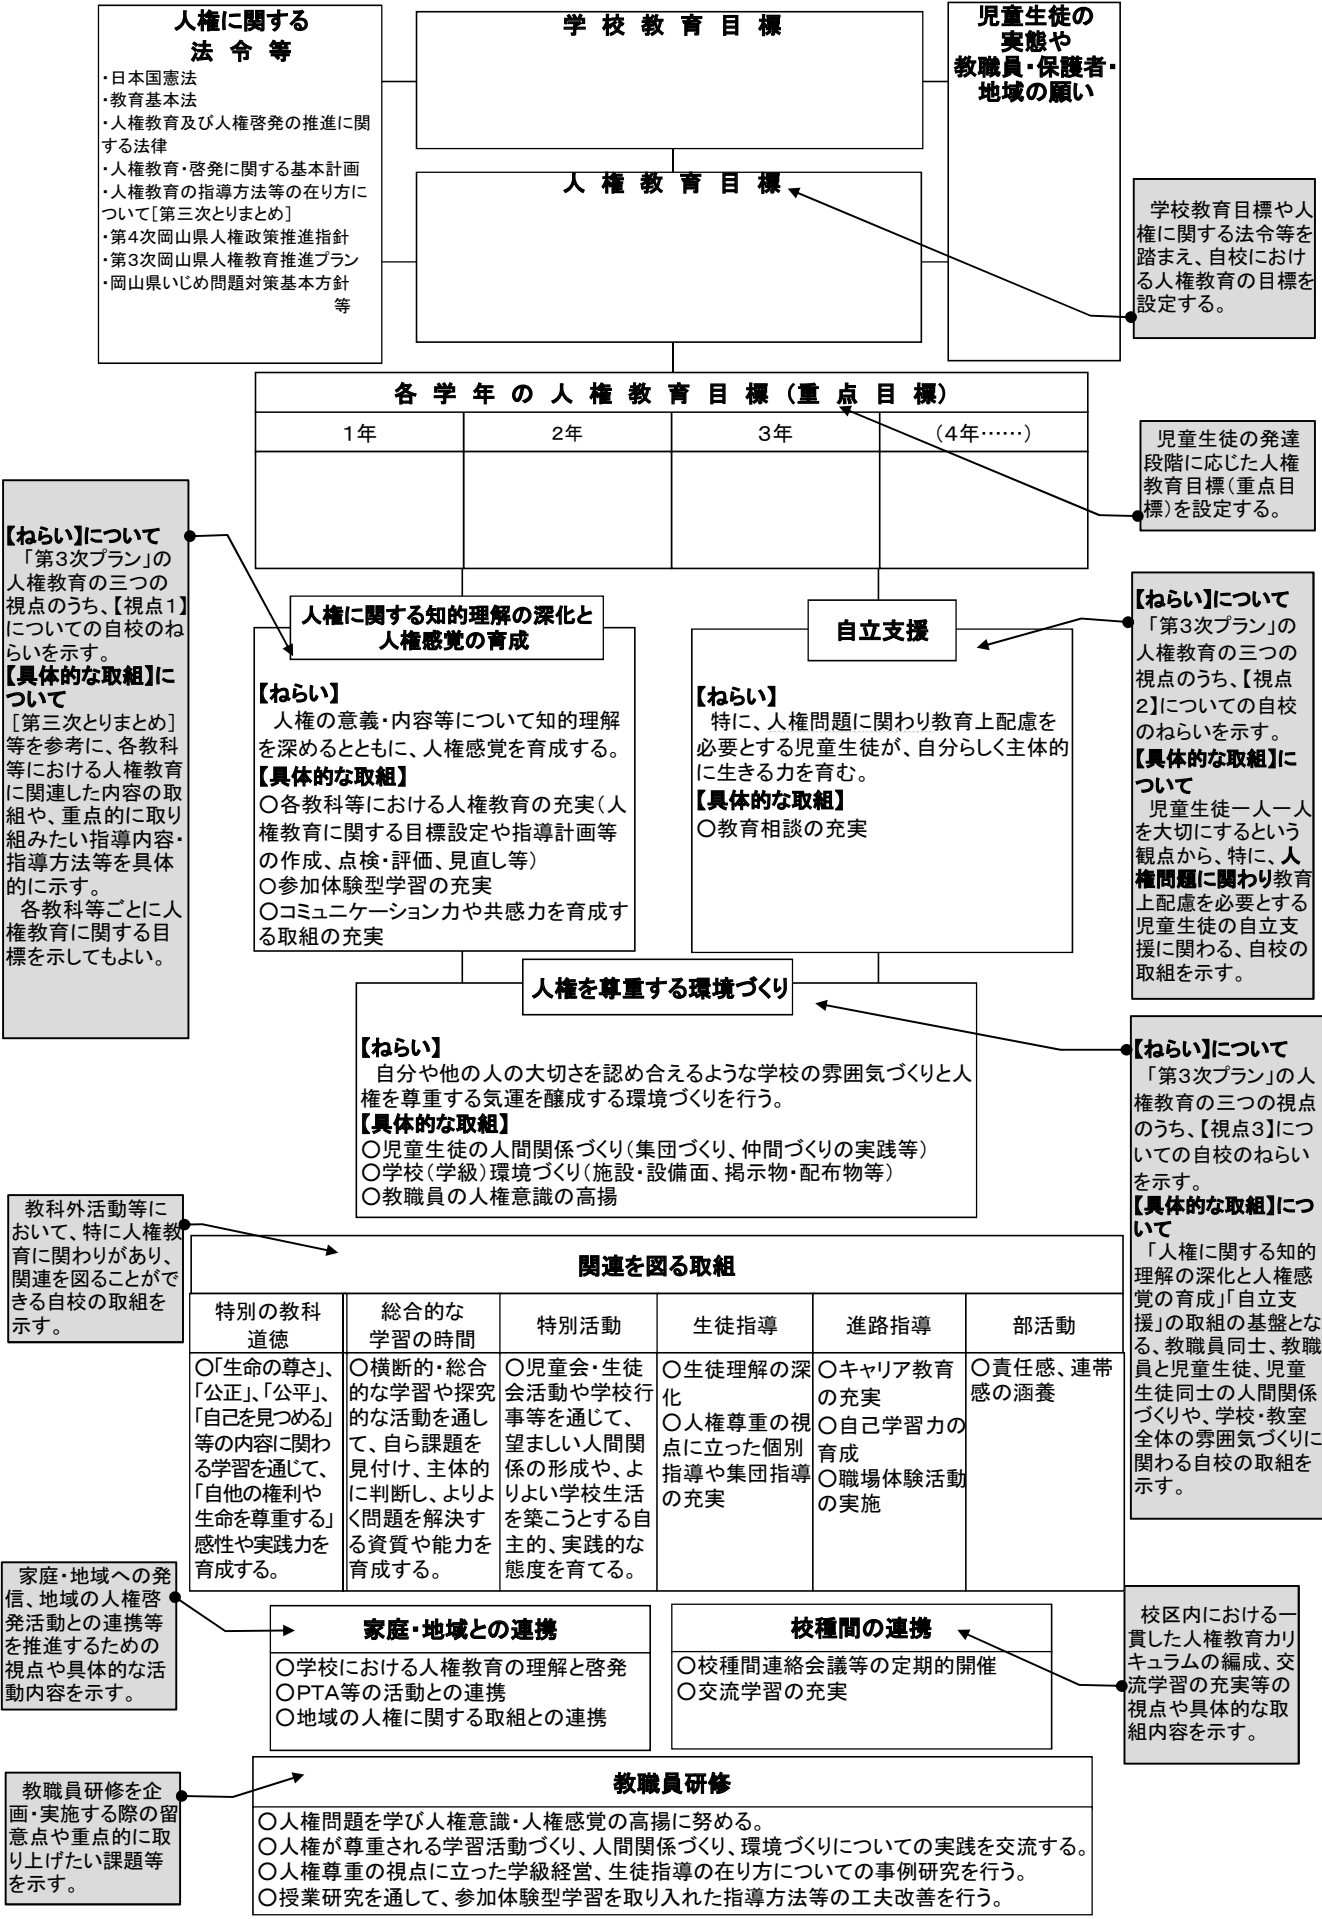 人権に関する
法　令　等
・日本国憲法
・教育基本法
・人権教育及び人権啓発の推進に関
する法律
・人権教育・啓発に関する基本計画
・人権教育の指導方法等の在り方に
ついて[第三次とりまとめ]
・第４次岡山県人権政策推進指針
・第３次岡山県人権教育推進プラン
・岡山県いじめ問題対策基本方針
等
学　校　教　育　目　標
児童生徒の
実態や
教職員・保護者・
地域の願い
人　権　教　育　目　標
学校教育目標や人
権に関する法令等を
踏まえ、自校におけ
る人権教育の目標を
設定する。
各　学　年　の　人　権　教　育　目　標（重　点　目　標）
１年
２年
３年
（４年……）
児童生徒の発達
段階に応じた人権
教育目標（重点目
標）を設定する。
【ねらい】について
「第３次プラン」の
人権教育の三つの
視点のうち、【視点１】
についての自校のね
らいを示す。
【具体的な取組】に
ついて
［第三次とりまとめ］
等を参考に、各教科
等における人権教育
に関連した内容の取
組や、重点的に取り
組みたい指導内容・
指導方法等を具体
的に示す。
各教科等ごとに人
権教育に関する目
標を示してもよい。
人権に関する知的理解の深化と
人権感覚の育成
【ねらい】
人権の意義・内容等について知的理解
を深めるとともに、人権感覚を育成する。
【具体的な取組】
○各教科等における人権教育の充実（人
権教育に関する目標設定や指導計画等
の作成、点検・評価、見直し等）
○参加体験型学習の充実
○コミュニケーション力や共感力を育成す
る取組の充実
自立支援
【ねらい】
特に、人権問題に関わり教育上配慮を
必要とする児童生徒が、自分らしく主体的
に生きる力を育む。
【具体的な取組】
○教育相談の充実
【ねらい】について
「第３次プラン」の
人権教育の三つの
視点のうち、【視点
２】についての自校
のねらいを示す。
【具体的な取組】に
ついて
児童生徒一人一人
を大切にするという
観点から、特に、人
権問題に関わり教育
上配慮を必要とする
児童生徒の自立支
援に関わる、自校の
取組を示す。
人権を尊重する環境づくり
【ねらい】
自分や他の人の大切さを認め合えるような学校の雰囲気づくりと人
権を尊重する気運を醸成する環境づくりを行う。
【具体的な取組】
○児童生徒の人間関係づくり（集団づくり、仲間づくりの実践等）
○学校（学級）環境づくり（施設・設備面、掲示物・配布物等）
○教職員の人権意識の高揚
【ねらい】について
「第３次プラン」の人
権教育の三つの視点
のうち、【視点３】につ
いての自校のねらい
を示す。
【具体的な取組】につ
いて
「人権に関する知的
理解の深化と人権感
覚の育成」「自立支
援」の取組の基盤とな
る、教職員同士、教職
員と児童生徒、児童
生徒同士の人間関係
づくりや、学校・教室
全体の雰囲気づくりに
関わる自校の取組を
示す。
教科外活動等に
おいて、特に人権教
育に関わりがあり、
関連を図ることがで
きる自校の取組を
示す。
関連を図る取組
特別の教科
道徳
総合的な
学習の時間
特別活動
生徒指導
進路指導
部活動
○「生命の尊さ」、
「公正」、「公平」、
「自己を見つめる」
等の内容に関わ
る学習を通じて、
「自他の権利や
生命を尊重する」
感性や実践力を
育成する。
○横断的・総合
的な学習や探究
的な活動を通し
て、自ら課題を
見付け、主体的
に判断し、よりよ
く問題を解決す
る資質や能力を
育成する。
○児童会・生徒
会活動や学校行
事等を通じて、
望ましい人間関
係の形成や、よ
りよい学校生活
を築こうとする自
主的、実践的な
態度を育てる。
○生徒理解の深
化
○人権尊重の視
点に立った個別
指導や集団指導
の充実
○キャリア教育
の充実
○自己学習力の
育成
○職場体験活動
の実施
○責任感、連帯
感の涵養
家庭・地域への発
信、地域の人権啓
発活動との連携等
を推進するための
視点や具体的な活
動内容を示す。
家庭・地域との連携
○学校における人権教育の理解と啓発
○PTA等の活動との連携
○地域の人権に関する取組との連携
校種間の連携
○校種間連絡会議等の定期的開催
○交流学習の充実
校区内における一
貫した人権教育カリ
キュラムの編成、交
流学習の充実等の
視点や具体的な取
組内容を示す。
教職員研修を企
画・実施する際の留
意点や重点的に取
り上げたい課題等
を示す。
教職員研修
○人権問題を学び人権意識・人権感覚の高揚に努める。
○人権が尊重される学習活動づくり、人間関係づくり、環境づくりについての実践を交流する。
○人権尊重の視点に立った学級経営、生徒指導の在り方についての事例研究を行う。
○授業研究を通して、参加体験型学習を取り入れた指導方法等の工夫改善を行う。